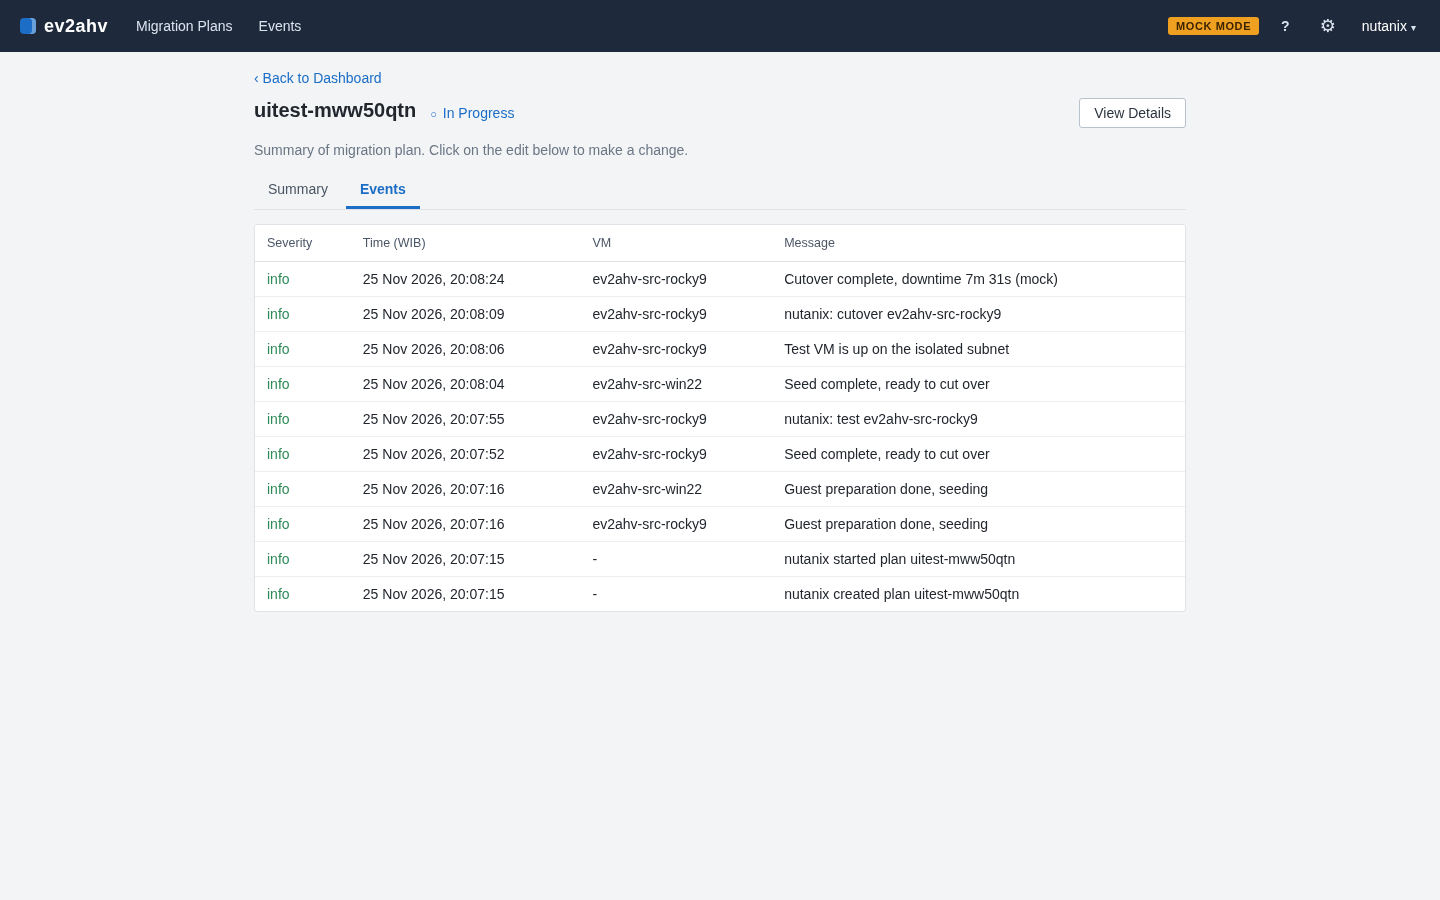 ev2ahv Migration Plans Events MOCK MODE ? nutanix ▾
‹ Back to Dashboard
uitest-mww50qtn ○ In Progress View Details
Summary of migration plan. Click on the edit below to make a change.
Summary Events
Severity Time (WIB) VM Message
info 25 Nov 2026, 20:08:24 ev2ahv-src-rocky9 Cutover complete, downtime 7m 31s (mock)
info 25 Nov 2026, 20:08:09 ev2ahv-src-rocky9 nutanix: cutover ev2ahv-src-rocky9
info 25 Nov 2026, 20:08:06 ev2ahv-src-rocky9 Test VM is up on the isolated subnet
info 25 Nov 2026, 20:08:04 ev2ahv-src-win22 Seed complete, ready to cut over
info 25 Nov 2026, 20:07:55 ev2ahv-src-rocky9 nutanix: test ev2ahv-src-rocky9
info 25 Nov 2026, 20:07:52 ev2ahv-src-rocky9 Seed complete, ready to cut over
info 25 Nov 2026, 20:07:16 ev2ahv-src-win22 Guest preparation done, seeding
info 25 Nov 2026, 20:07:16 ev2ahv-src-rocky9 Guest preparation done, seeding
info 25 Nov 2026, 20:07:15 - nutanix started plan uitest-mww50qtn
info 25 Nov 2026, 20:07:15 - nutanix created plan uitest-mww50qtn